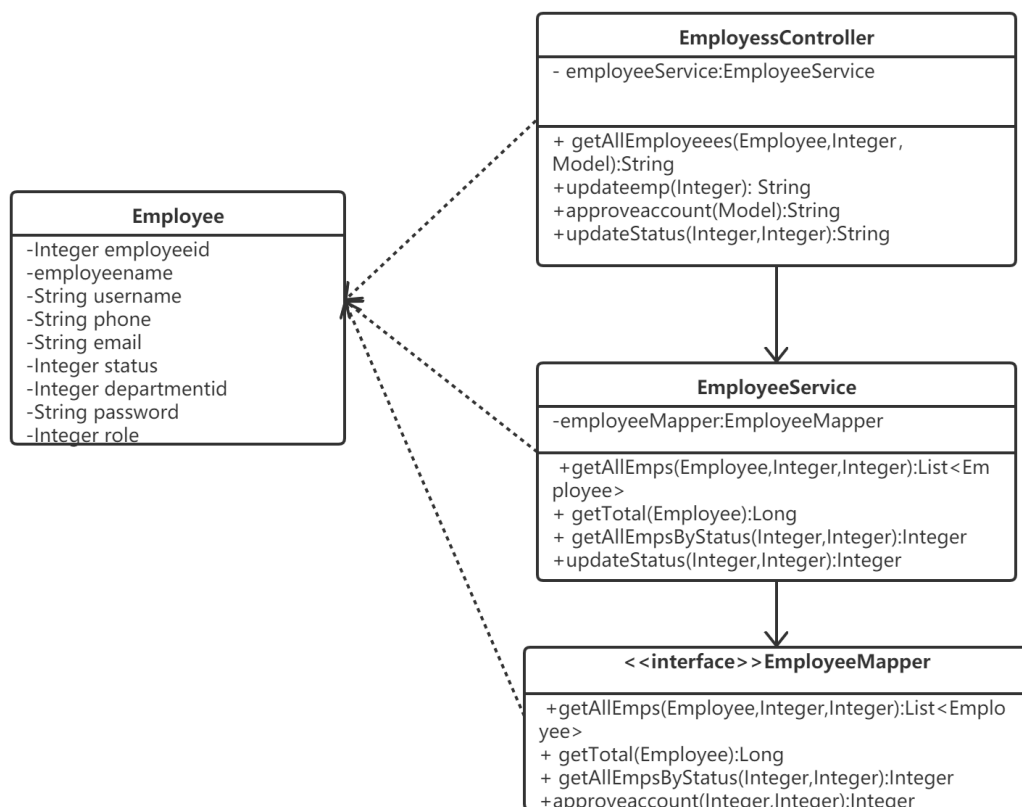 EmployessController
- employeeService:EmployeeService
+ getAllEmployeees(Employee,Integer,
Model):String
+updateemp(Integer): String
+approveaccount(Model):String
+updateStatus(Integer,Integer):String
Employee
-Integer employeeid
-employeename
-String username
-String phone
-String email
-Integer status
-Integer departmentid
-String password
-Integer role
EmployeeService
-employeeMapper:EmployeeMapper
+getAllEmps(Employee,Integer,Integer):List<Em
ployee>
+ getTotal(Employee):Long
+ getAllEmpsByStatus(Integer,Integer):Integer
+updateStatus(Integer,Integer):Integer
<<interface>>EmployeeMapper
+getAllEmps(Employee,Integer,Integer):List<Emplo
yee>
+ getTotal(Employee):Long
+ getAllEmpsByStatus(Integer,Integer):Integer
+approveaccount(Integer,Integer):Integer